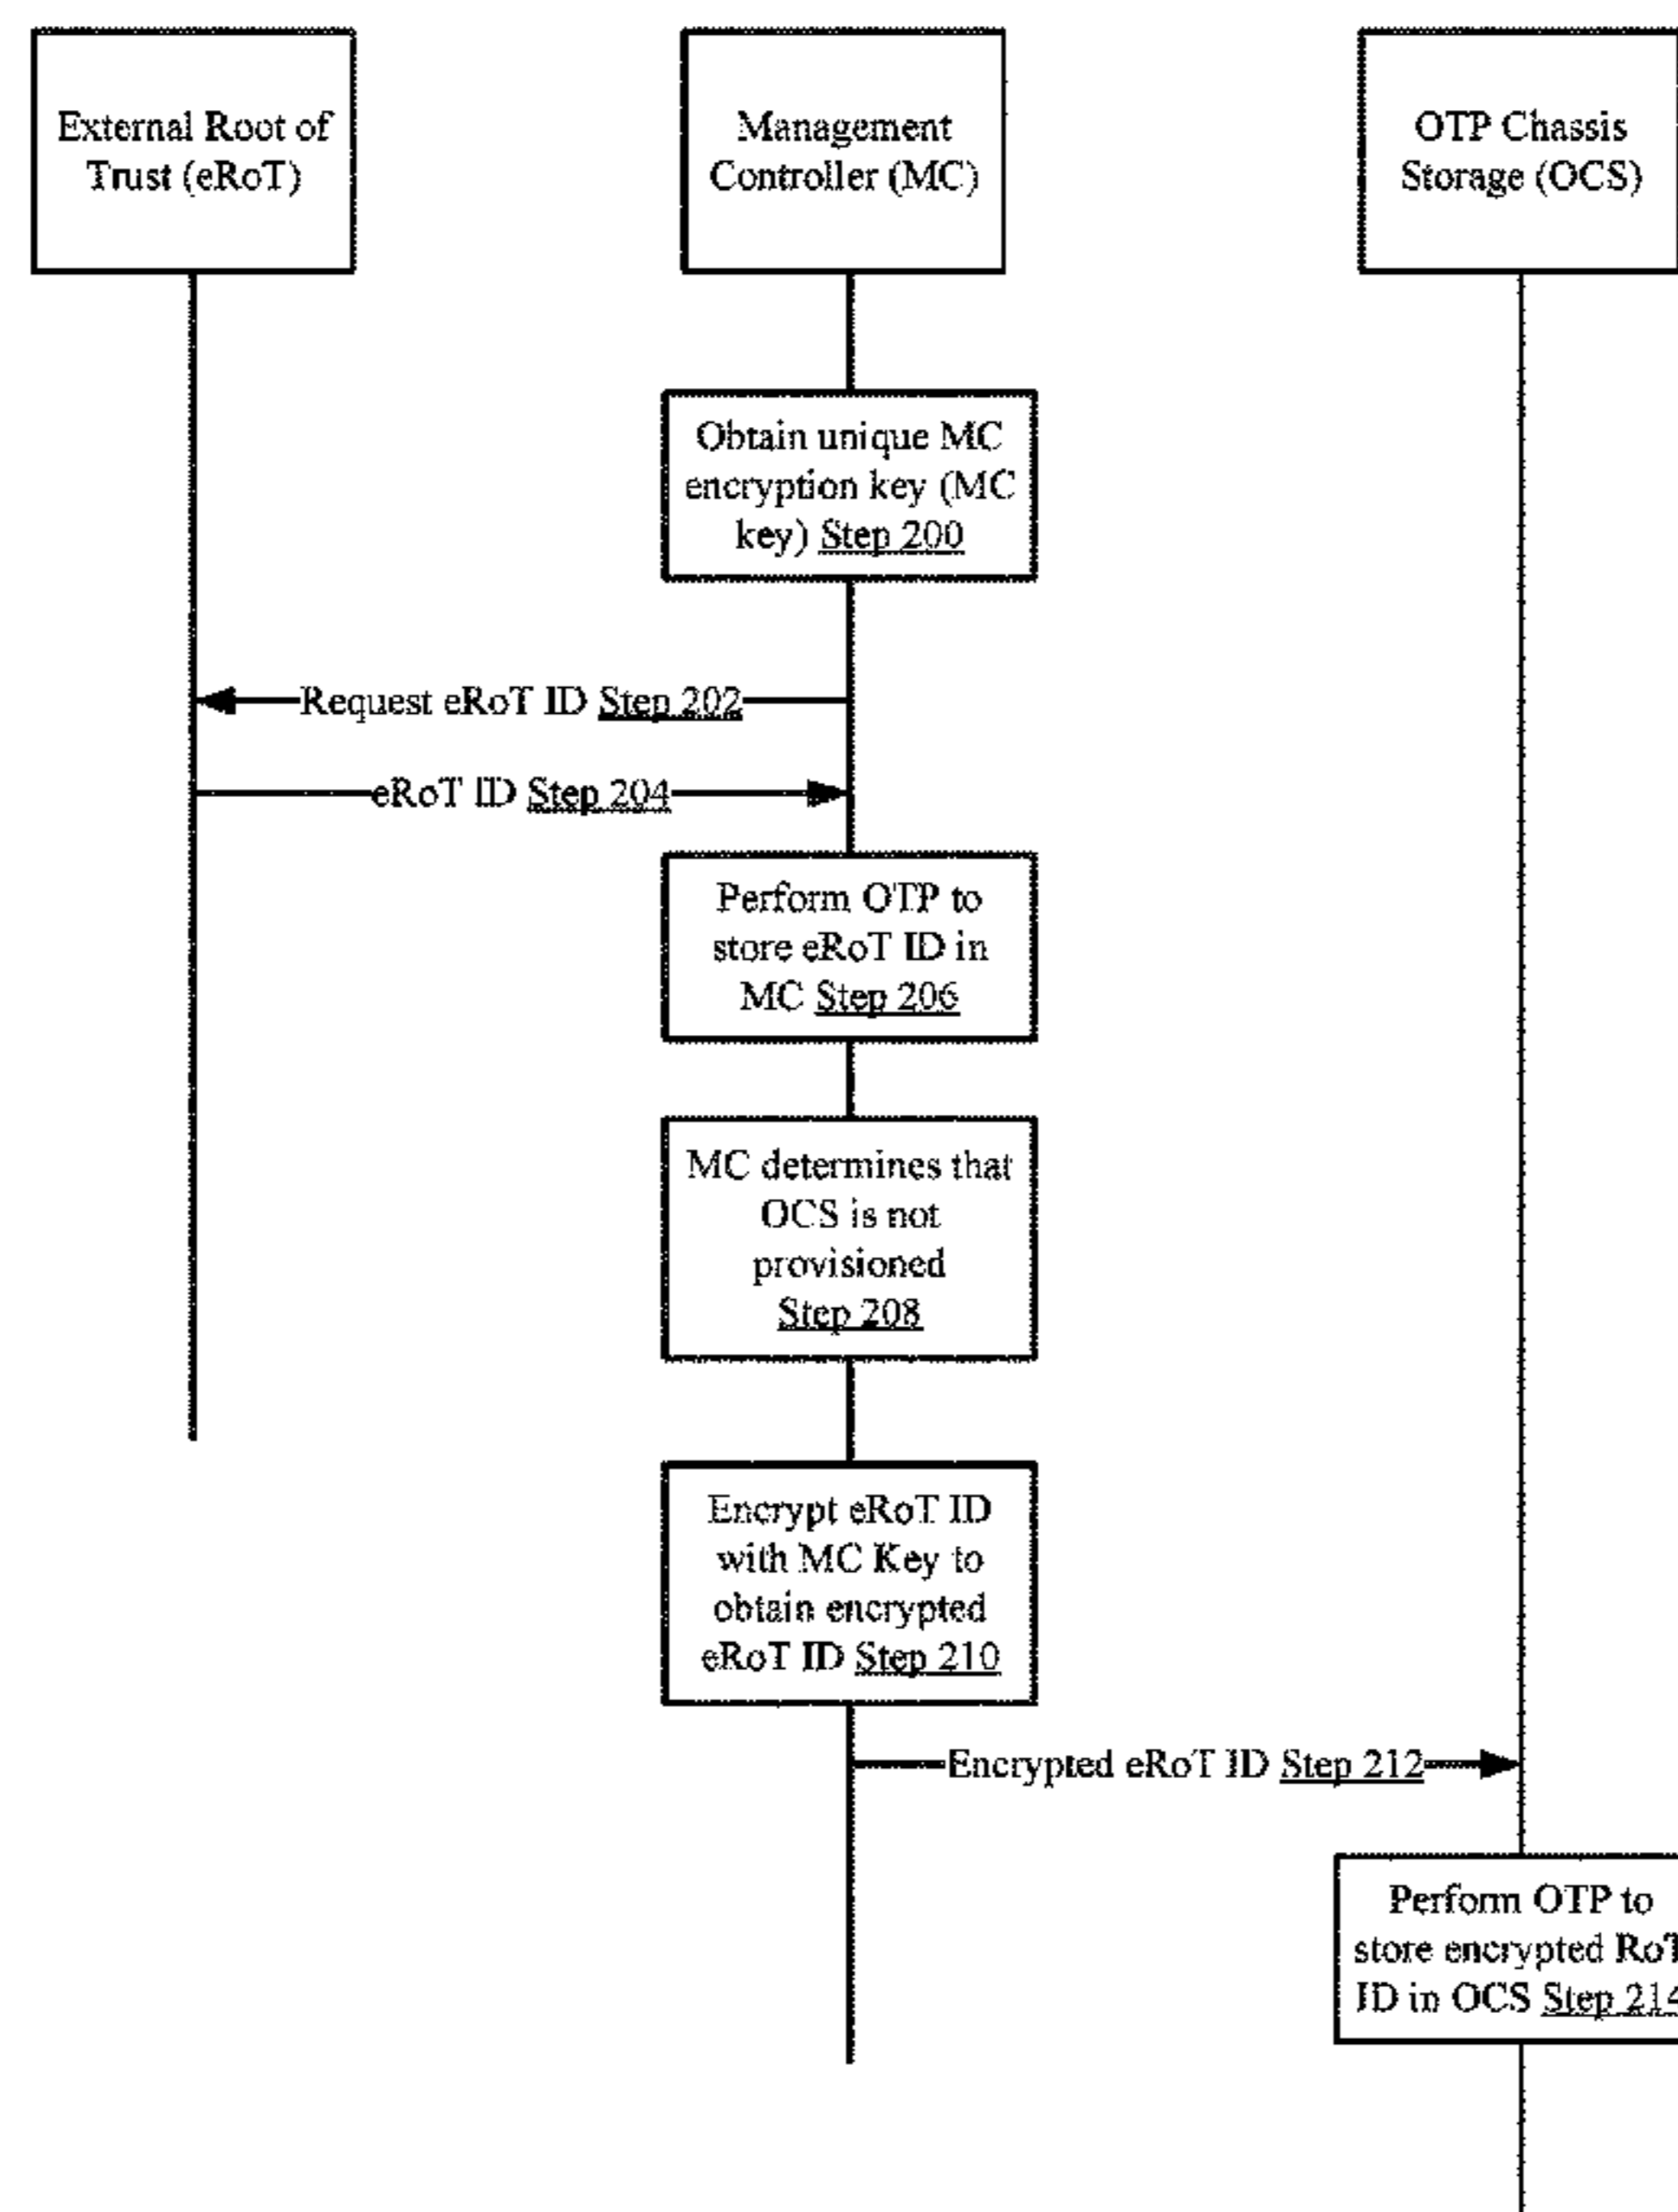 External Root of
Trust (eRoT)
Management
Controller (MC)
OTP Chassis
Storage (OCS)
Obtain unique MC
encryption key (MC
key) Step 200
Request eRoT ID Step 202
eRoT ID Step 204
Perform OTP to
store eRoT ID in
MC Step 206
MC determines that
OCS is not
provisioned
Step 208
Encrypt eRoT ID
with MC Key to
obtain encrypted
eRoT ID Step 210
Encrypted eRoT ID Step 212
Perform OTP to
store encrypted RoT
ID in OCS Step 214